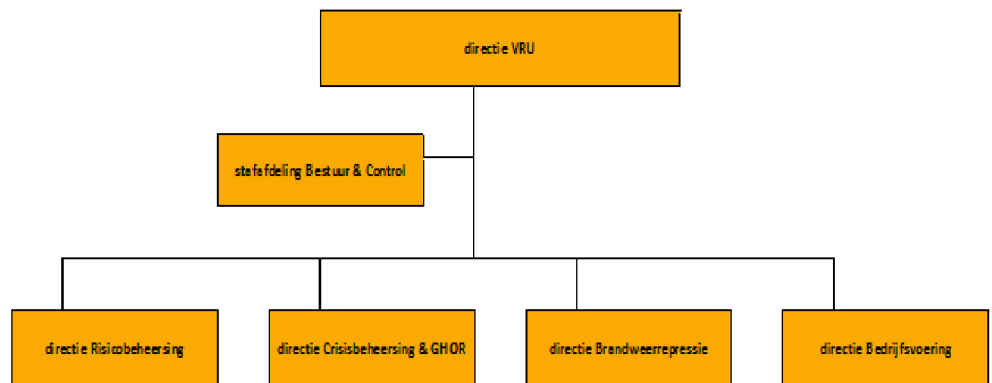 directie VRU
stafafdeling Bestuur & Control
directie Risicobeheersing
directie Crisisbeheersing & GHOR
directie Brandweerrepressie
directie Bedrijfsvoering